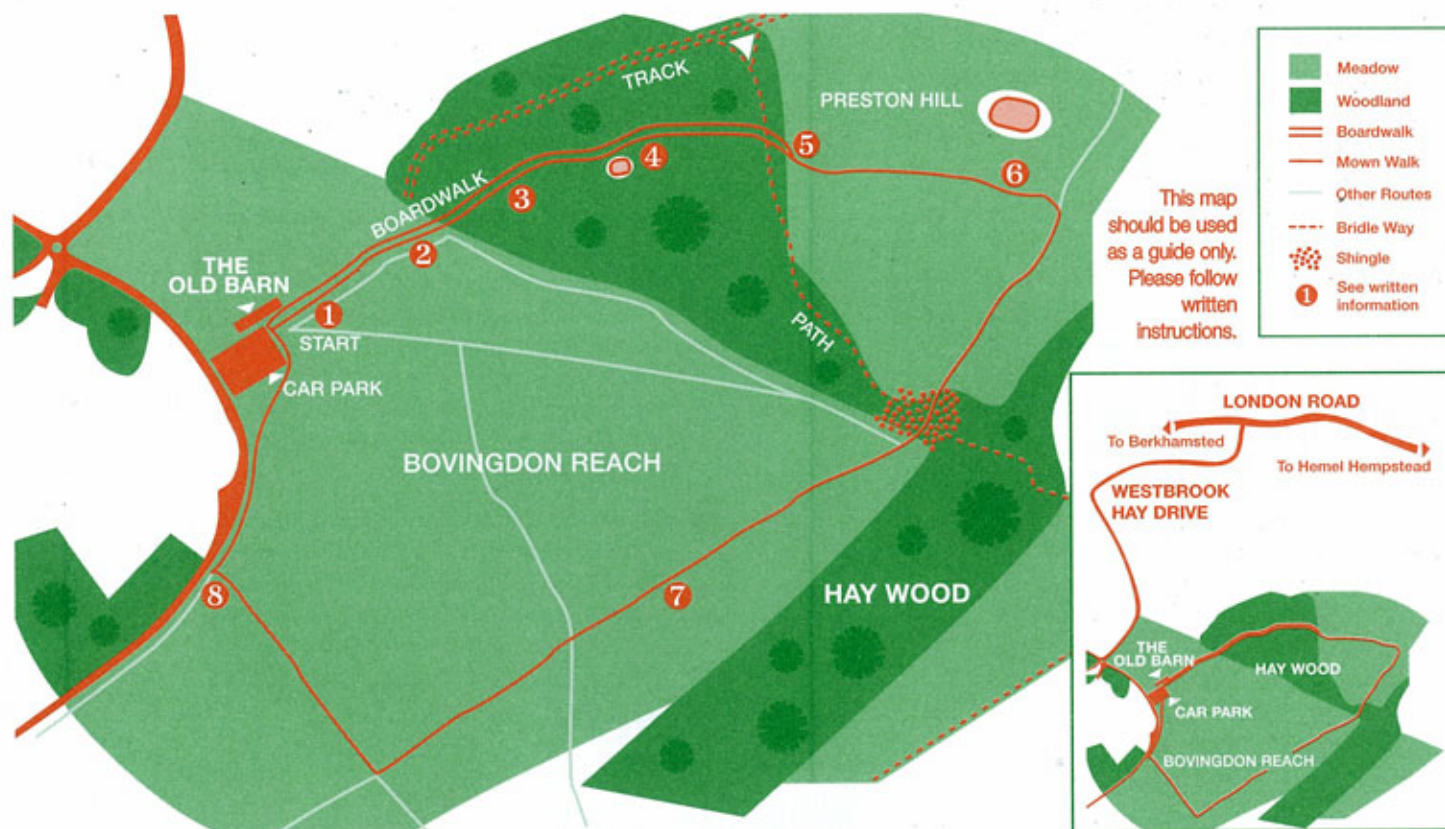 TRACK
PRESTON HILL
BOARDWALK
THE
OLD BARN
START
CAR PARK
PATH
BOVINGDON REACH
HAY WOOD
1
2
3
4
5
6
7
8
Meadow
Woodland
Boardwalk
Mown Walk
Other Routes
Bridle Way
Shingle
1 See written
information
This map
should be used
as a guide only.
Please follow
written
instructions.
LONDON ROAD
To Berkhamsted
To Hemel Hempstead
WESTBROOK
HAY DRIVE
THE
OLD BARN
HAY WOOD
CAR PARK
BOVINGDON REACH